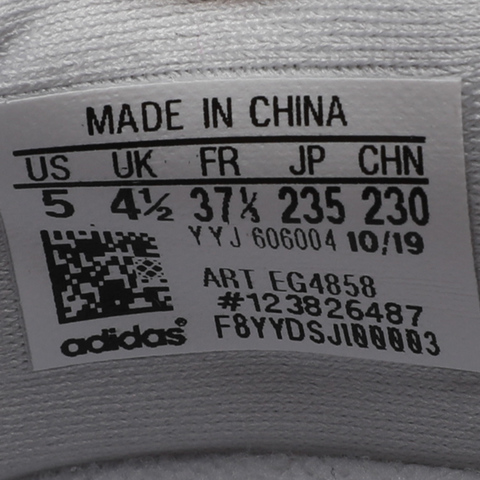 MADE IN CHINA
US UK FR JP CHN
5 4½ 37⅓ 235 230
YYJ 606004 10/19
ART EG4858
#123826487
F8YYDSJI00003
adidas